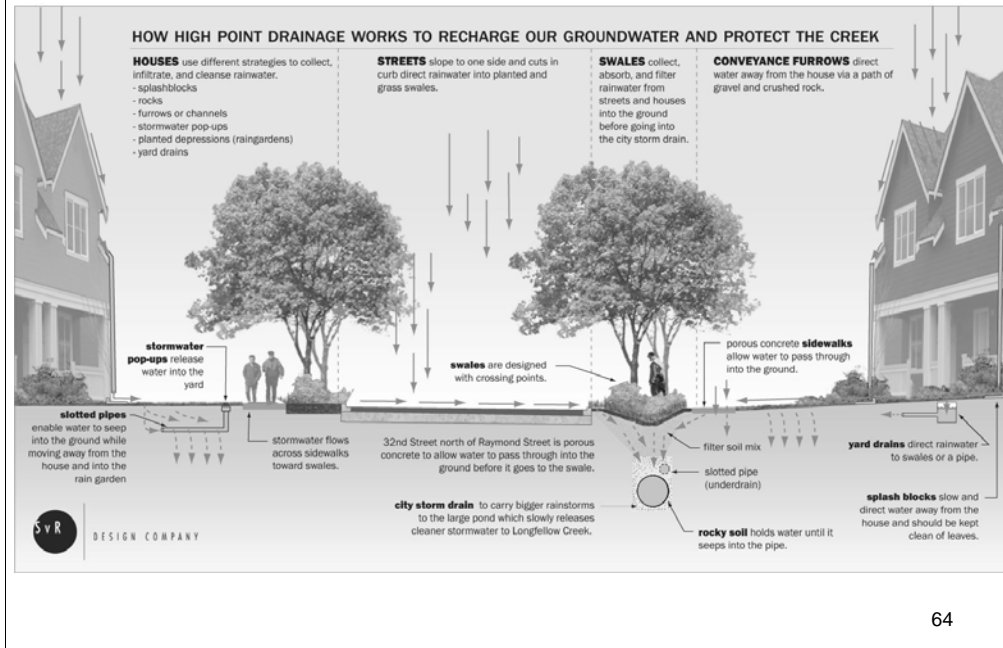 HOW HIGH POINT DRAINAGE WORKS TO RECHARGE OUR GROUNDWATER AND PROTECT THE CREEK
HOUSES use different strategies to collect,
infiltrate, and cleanse rainwater.
- splashblocks
- rocks
- furrows or channels
- stormwater pop-ups
- planted depressions (raingardens)
- yard drains
STREETS slope to one side and cuts in
curb direct rainwater into planted and
grass swales.
SWALES collect,
absorb, and filter
rainwater from
streets and houses
into the ground
before going into
the city storm drain.
CONVEYANCE FURROWS direct
water away from the house via a path of
gravel and crushed rock.
stormwater
pop-ups release
water into the
yard
swales are designed
with crossing points.
porous concrete sidewalks
allow water to pass through
into the ground.
slotted pipes
enable water to seep
into the ground while
moving away from the
house and into the
rain garden
stormwater flows
across sidewalks
toward swales.
32nd Street north of Raymond Street is porous
concrete to allow water to pass through into the
ground before it goes to the swale.
filter soil mix
slotted pipe
(underdrain)
yard drains direct rainwater
to swales or a pipe.
city storm drain to carry bigger rainstorms
to the large pond which slowly releases
cleaner stormwater to Longfellow Creek.
rocky soil holds water until it
seeps into the pipe.
splash blocks slow and
direct water away from the
house and should be kept
clean of leaves.
SvR
DESIGN COMPANY
64